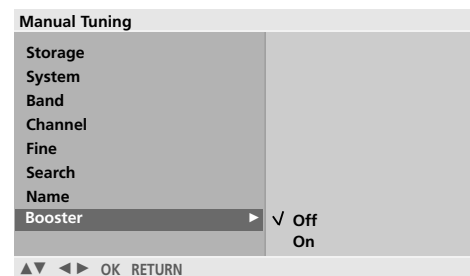 Manual Tuning
Storage
System
Band
Channel
Fine
Search
Name
Booster ►
√ Off
On
▲▼ ◄► OK RETURN